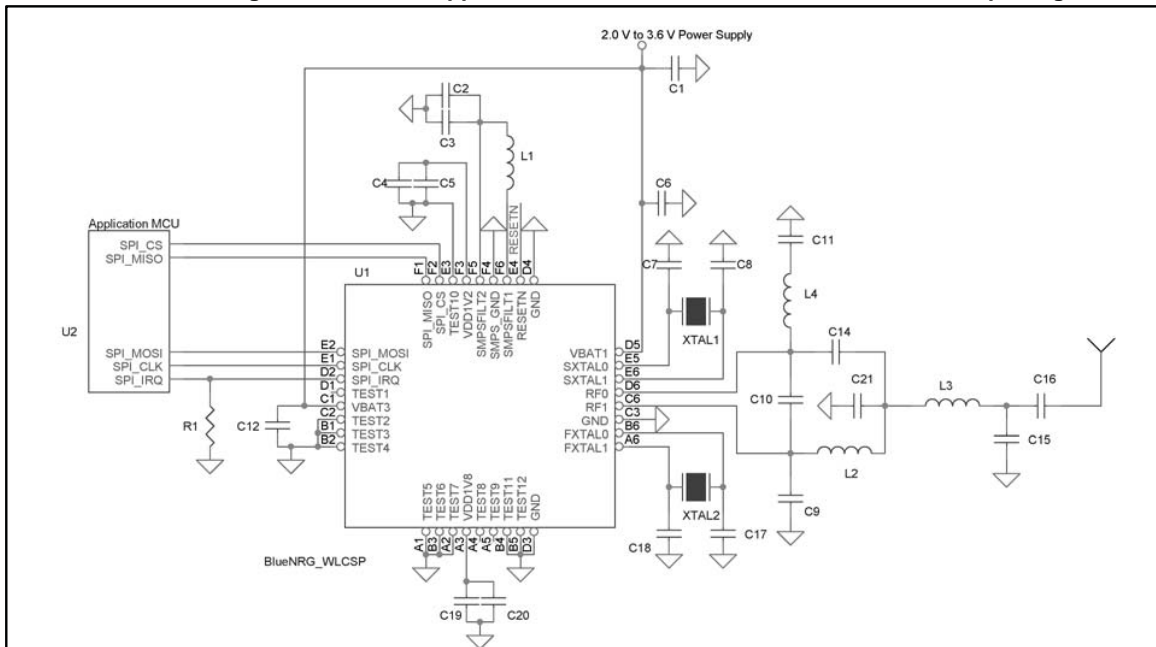 2.0 V to 3.6 V Power Supply
C1
C2
C3
L1
C4 C5
C6
Application MCU
SPI_CS
SPI_MISO
U2
SPI_MOSI
SPI_CLK
SPI_IRQ
R1
C12
U1
F1 F2 E3 F3 F5 F4 F6 E4 D4
RESETN
SPI_MISO
SPI_CS
TEST10
VDD1V2
SMPSFILT2
SMPS_GND
SMPSFILT1
RESETN
GND
E2 SPI_MOSI
E1 SPI_CLK
D2 SPI_IRQ
D1 TEST1
C1 VBAT3
C2 TEST2
B1 TEST3
B2 TEST4
VBAT1 D5
SXTAL0 E5
SXTAL1 E6
RF0 D6
RF1 C6
GND C3
FXTAL0 B6
FXTAL1 A6
TEST5
TEST6
TEST7
VDD1V8
TEST8
TEST9
TEST11
TEST12
GND
A1 B3 A2 A3 A4 A5 B4 B5 D3
BlueNRG_WLCSP
C19 C20
C7 C8
XTAL1
XTAL2
C18 C17
C11
L4
C14
C10
C21
L2
C9
L3
C16
C15